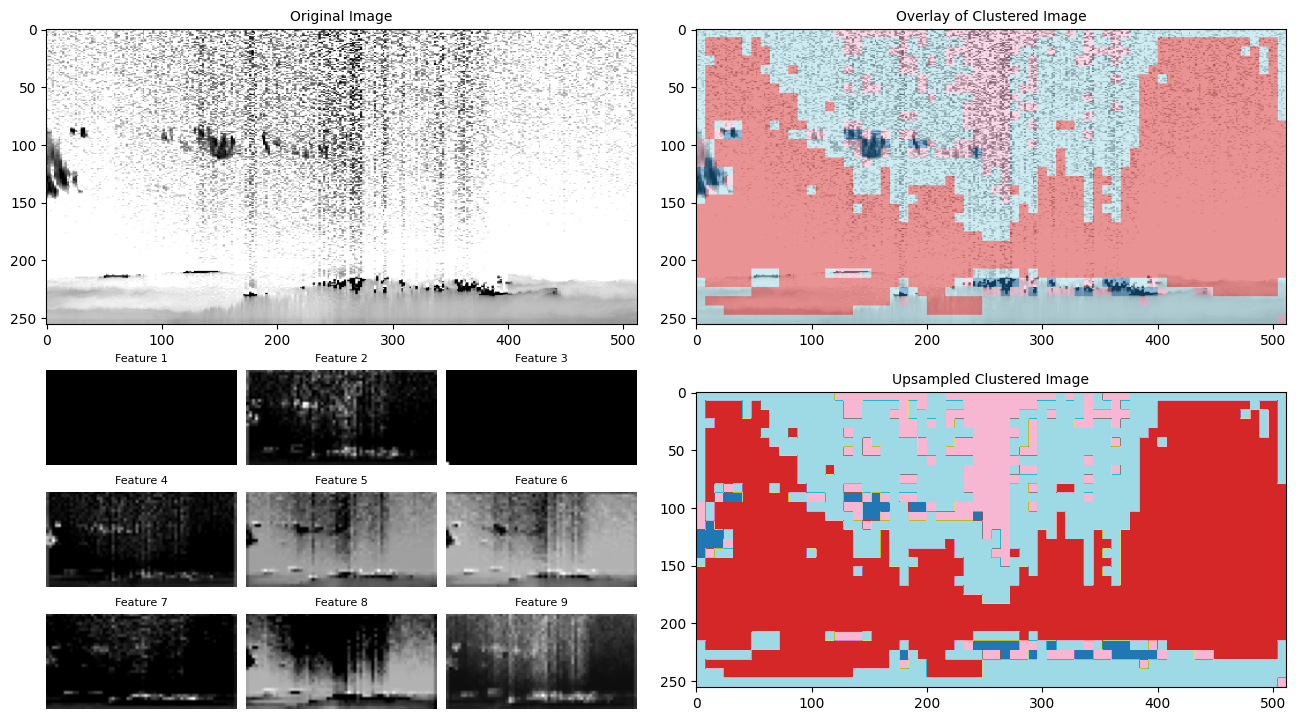 Original Image
0
50
100
150
200
250
0 100 200 300 400 500
Overlay of Clustered Image
0
50
100
150
200
250
0 100 200 300 400 500
Feature 1 Feature 2 Feature 3
Feature 4 Feature 5 Feature 6
Feature 7 Feature 8 Feature 9
Upsampled Clustered Image
0
50
100
150
200
250
0 100 200 300 400 500